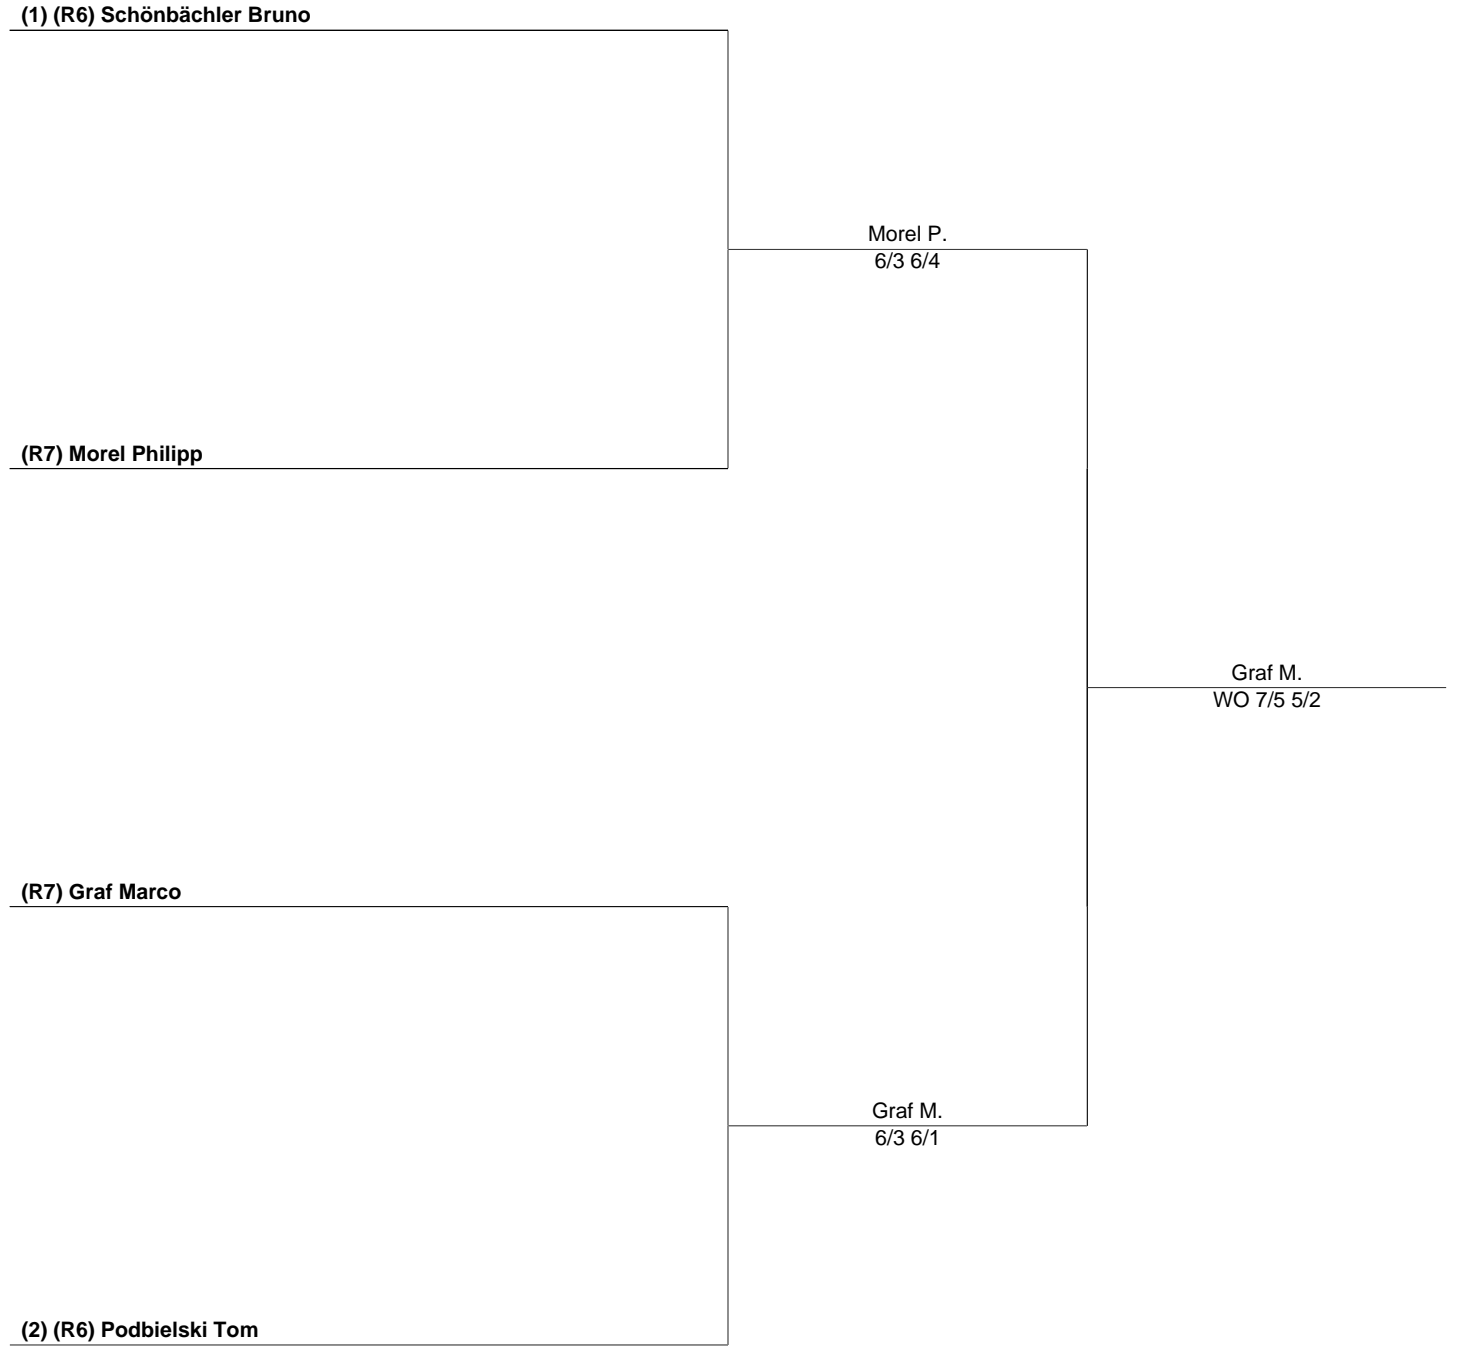 (1) (R6) Schönbächler Bruno
Morel P.
6/3 6/4
(R7) Morel Philipp
Graf M.
WO 7/5 5/2
(R7) Graf Marco
Graf M.
6/3 6/1
(2) (R6) Podbielski Tom